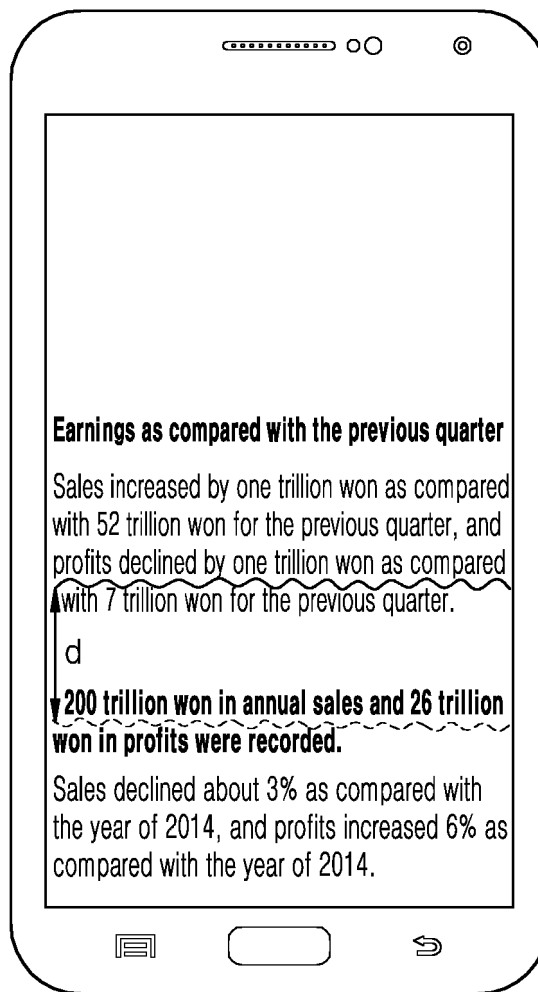 Earnings as compared with the previous quarter
Sales increased by one trillion won as compared
with 52 trillion won for the previous quarter, and
profits declined by one trillion won as compared
with 7 trillion won for the previous quarter.
d
200 trillion won in annual sales and 26 trillion
won in profits were recorded.
Sales declined about 3% as compared with
the year of 2014, and profits increased 6% as
compared with the year of 2014.